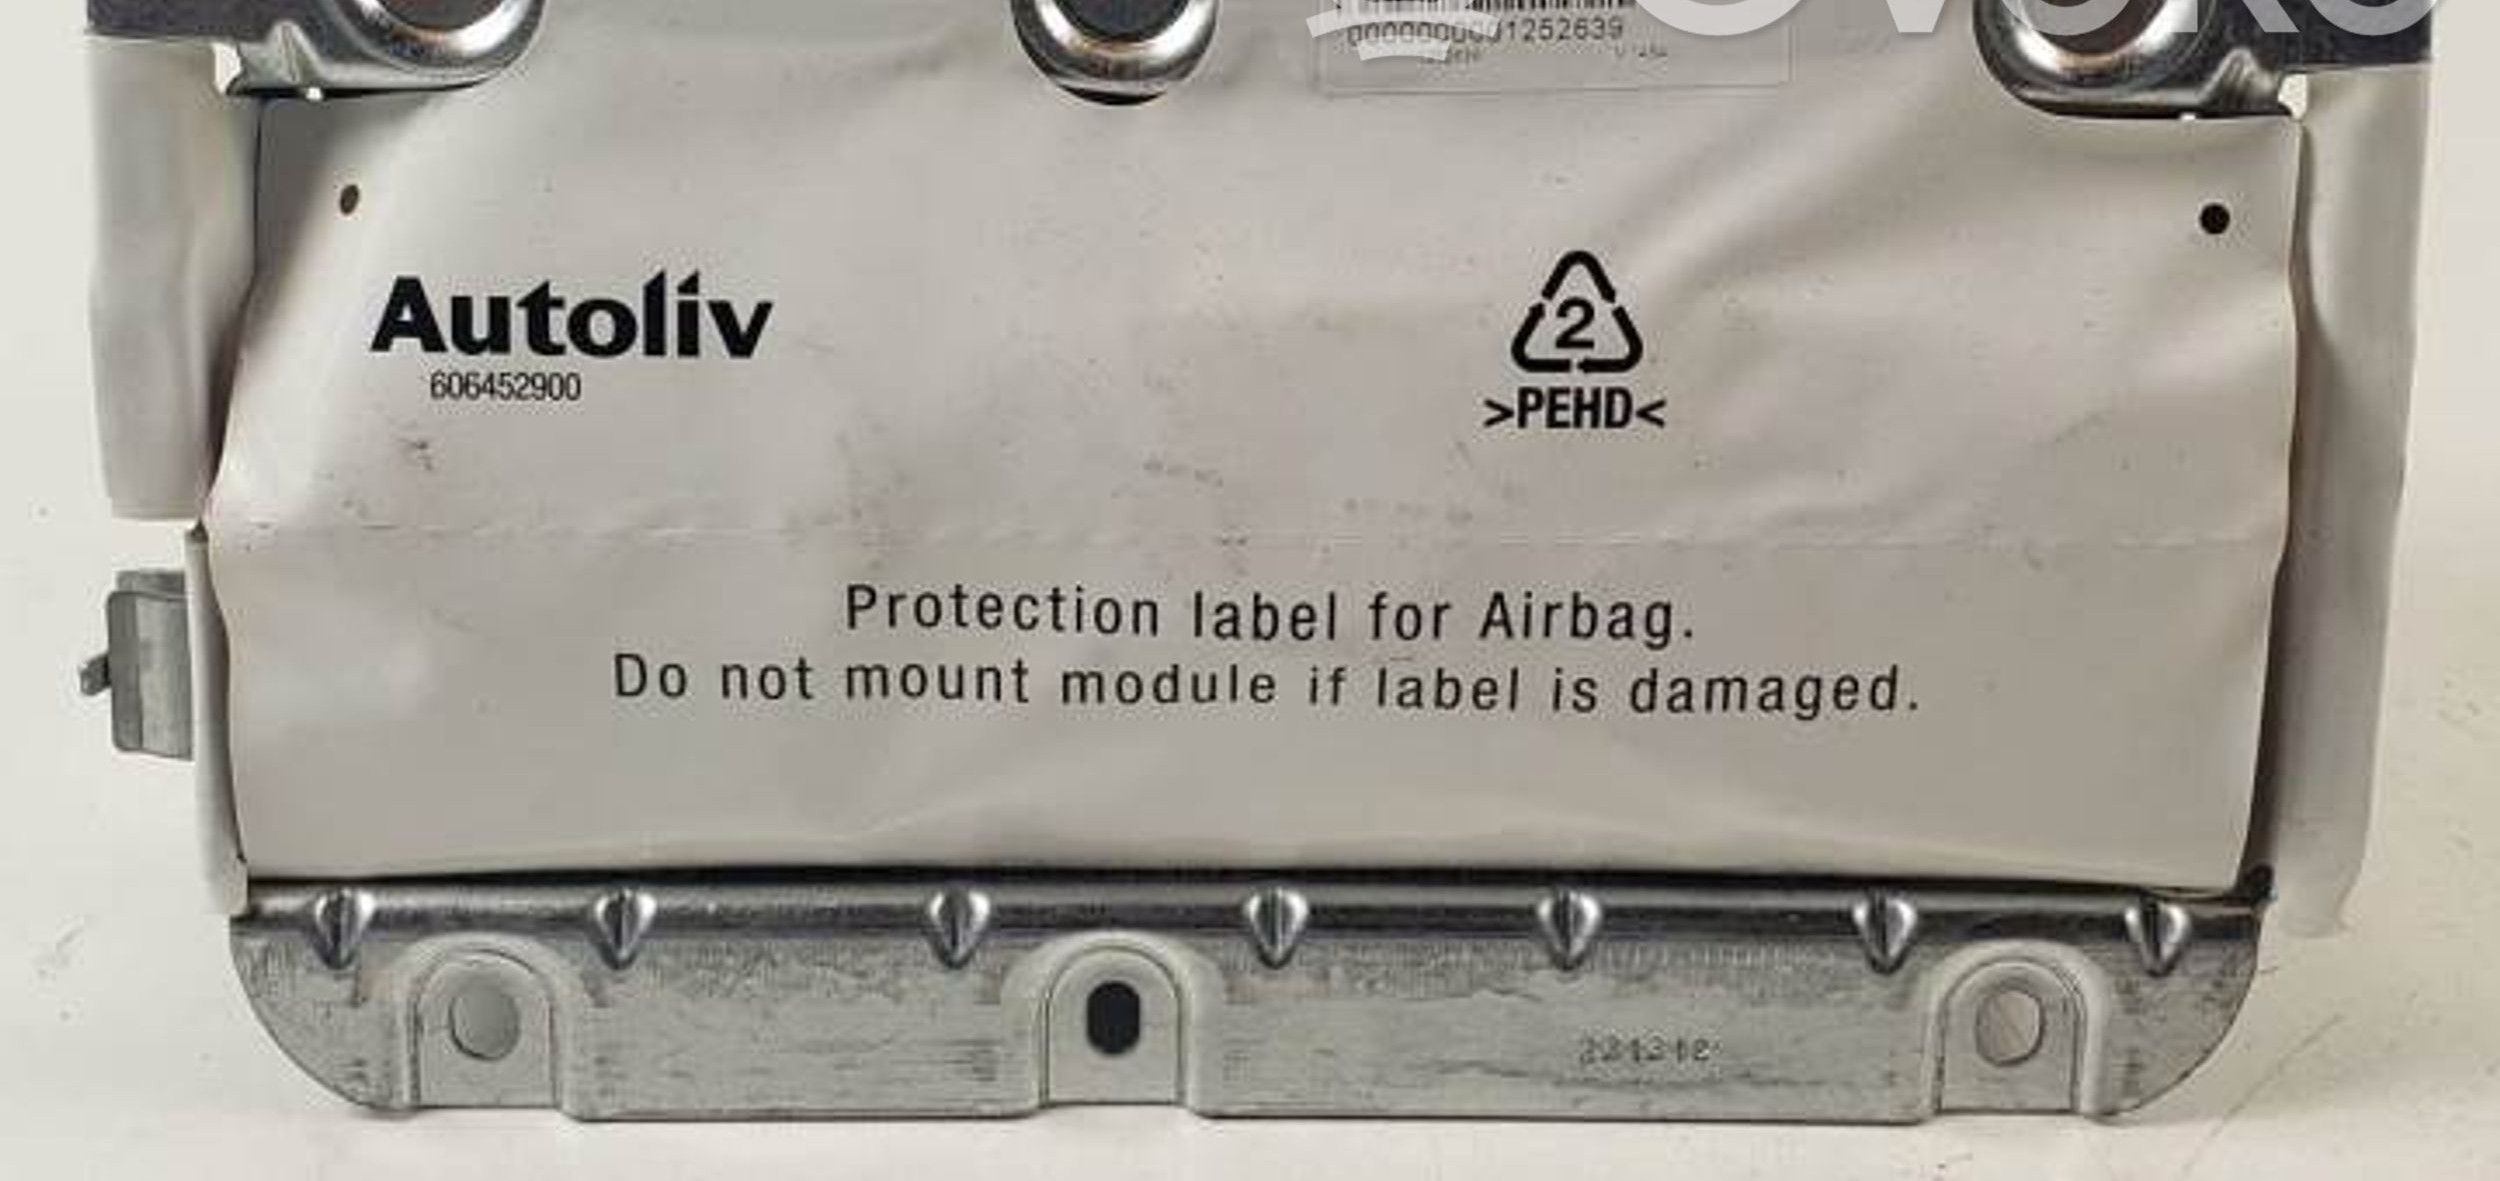 Autoliv
606452900
2
>PEHD<
Protection label for Airbag.
Do not mount module if label is damaged.